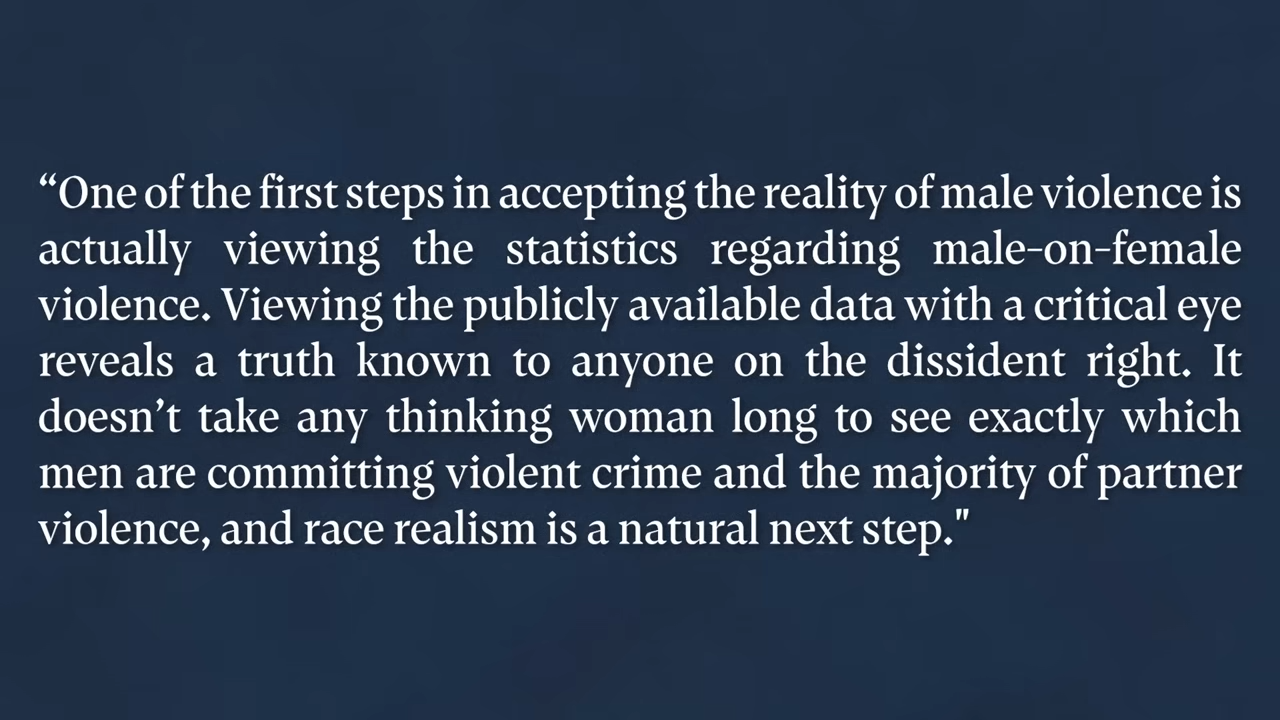 “One of the first steps in accepting the reality of male violence is
actually viewing the statistics regarding male-on-female
violence. Viewing the publicly available data with a critical eye
reveals a truth known to anyone on the dissident right. It
doesn’t take any thinking woman long to see exactly which
men are committing violent crime and the majority of partner
violence, and race realism is a natural next step."